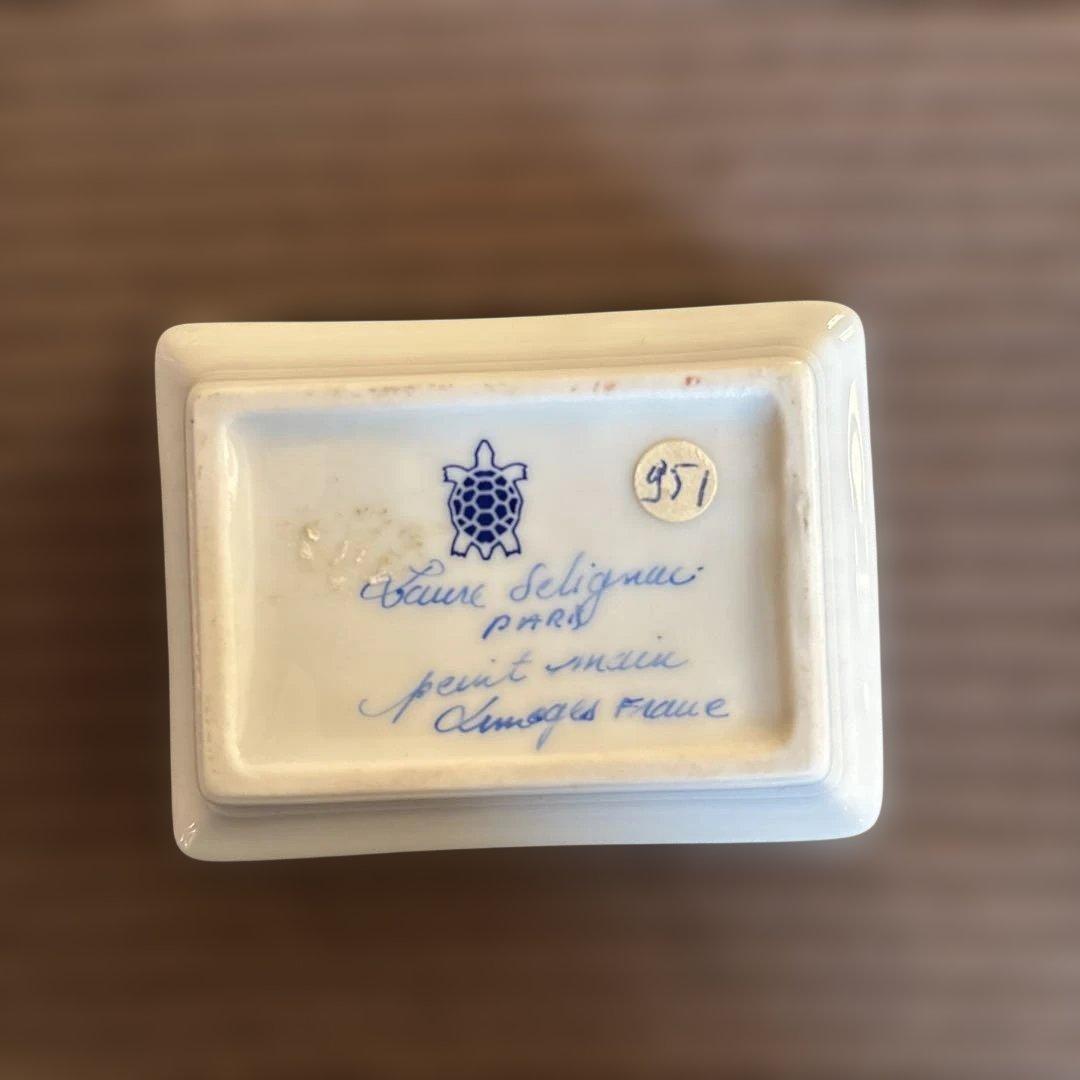 951
Laure Selignac
PARIS
peint main
Limoges France